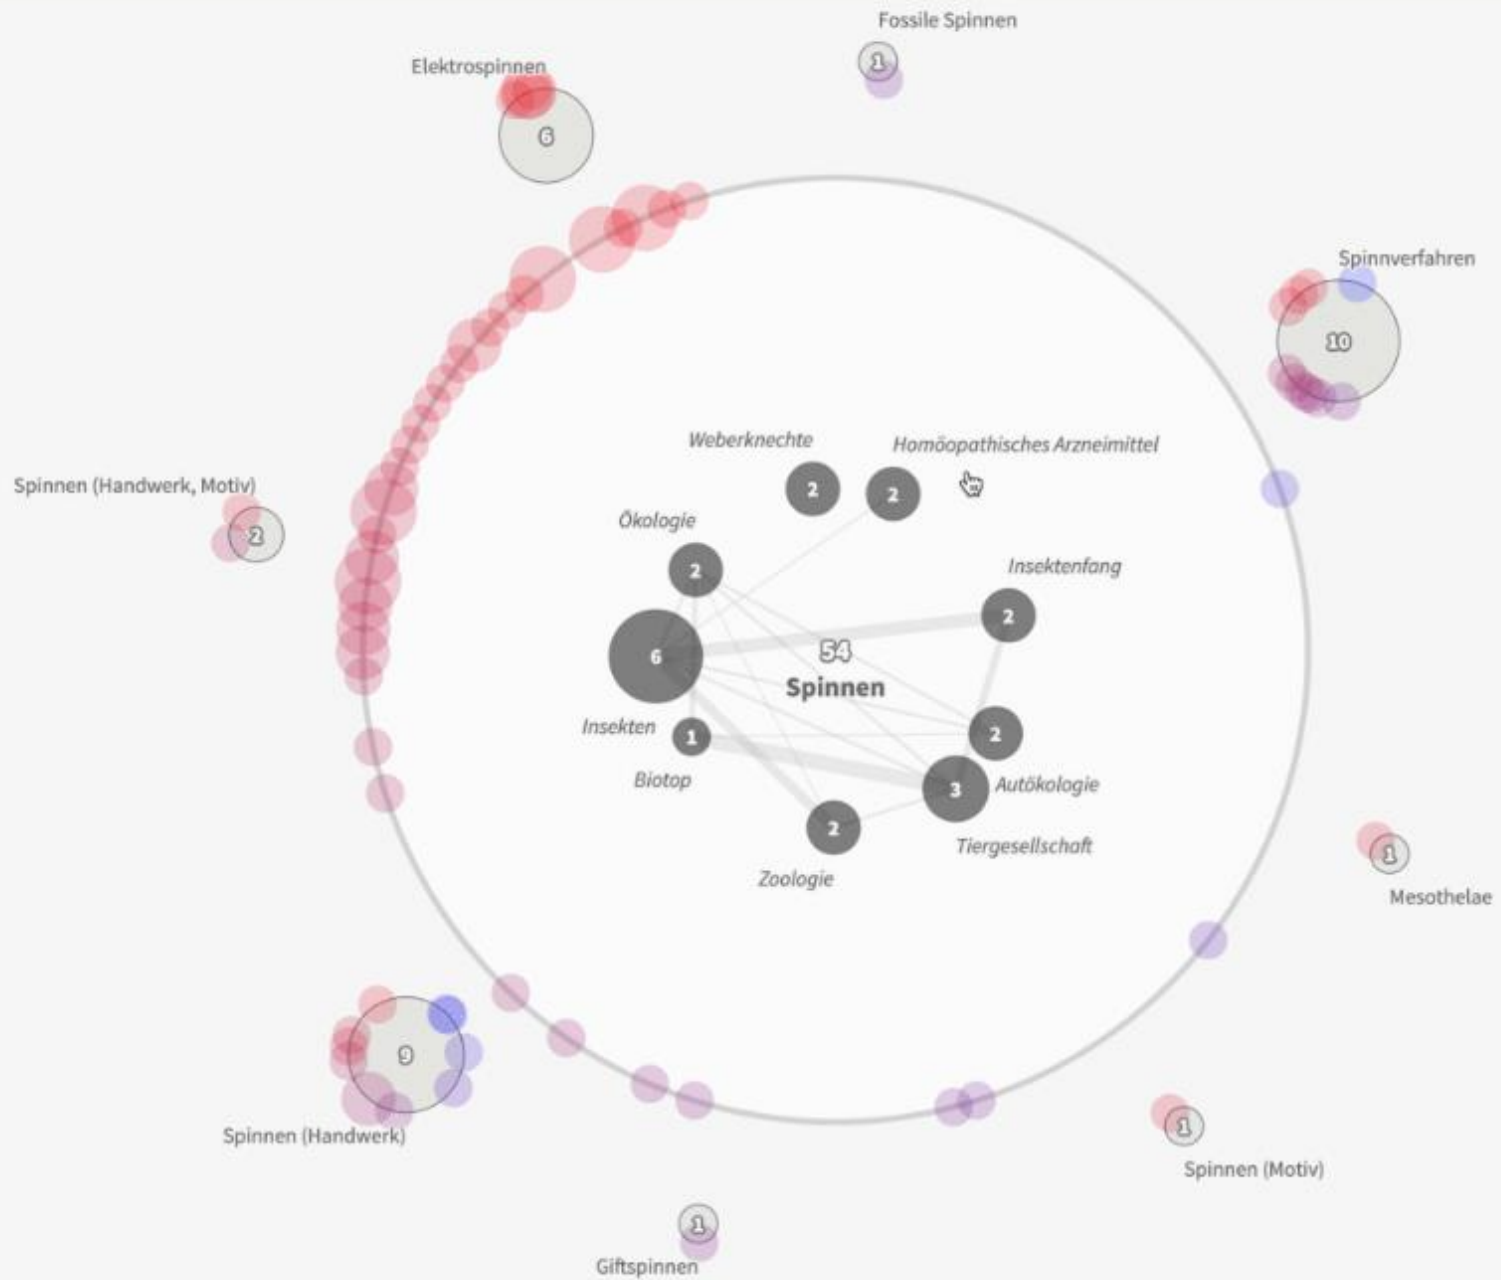 Fossile Spinnen
1
Elektrospinnen
6
Spinnverfahren
10
Weberknechte
2
Homöopathisches Arzneimittel
2
Spinnen (Handwerk, Motiv)
2
Ökologie
2
Insektenfang
2
54
Spinnen
6
Insekten
1
Biotop
2
Autökologie
3
Tiergesellschaft
2
Zoologie
1
Mesothelae
9
Spinnen (Handwerk)
1
Spinnen (Motiv)
1
Giftspinnen